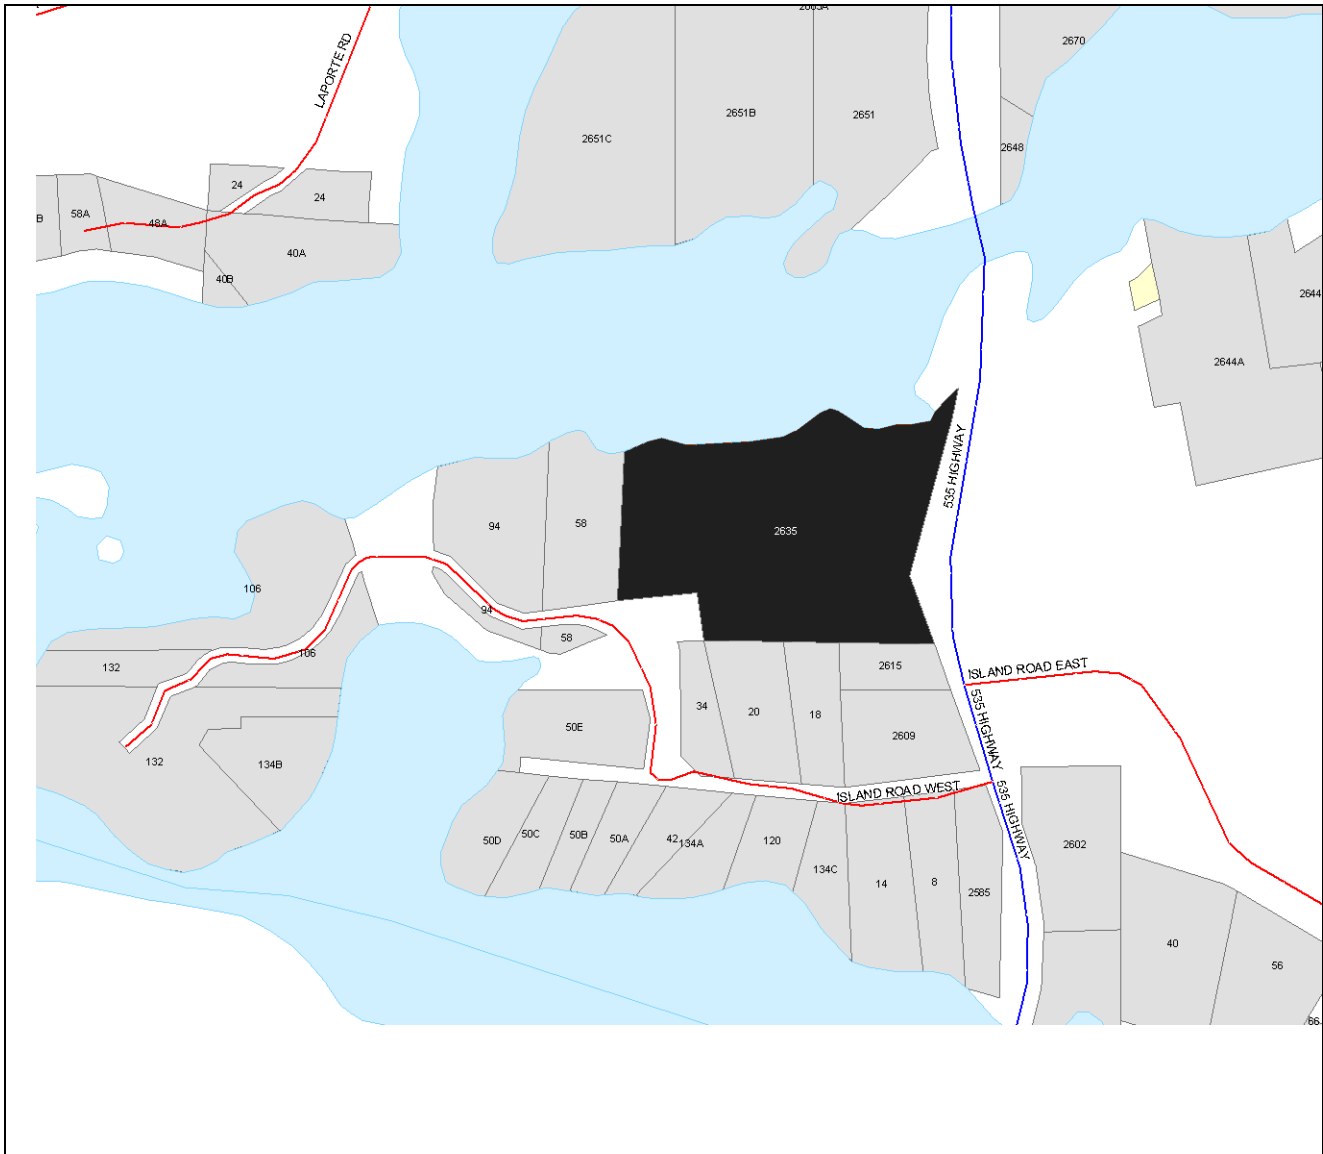 2670
LAPORTE RD
2651C
2651B
2651
2648
24
24
B
58A
48A
40A
40B
2644
2644A
535 HIGHWAY
94
58
2635
106
94
58
106
132
2615
ISLAND ROAD EAST
34
20
18
2609
535 HIGHWAY
50E
132
134B
ISLAND ROAD WEST
535 HIGHWAY
50D
50C
50B
50A
42
134A
120
134C
14
8
2585
2602
40
56
66